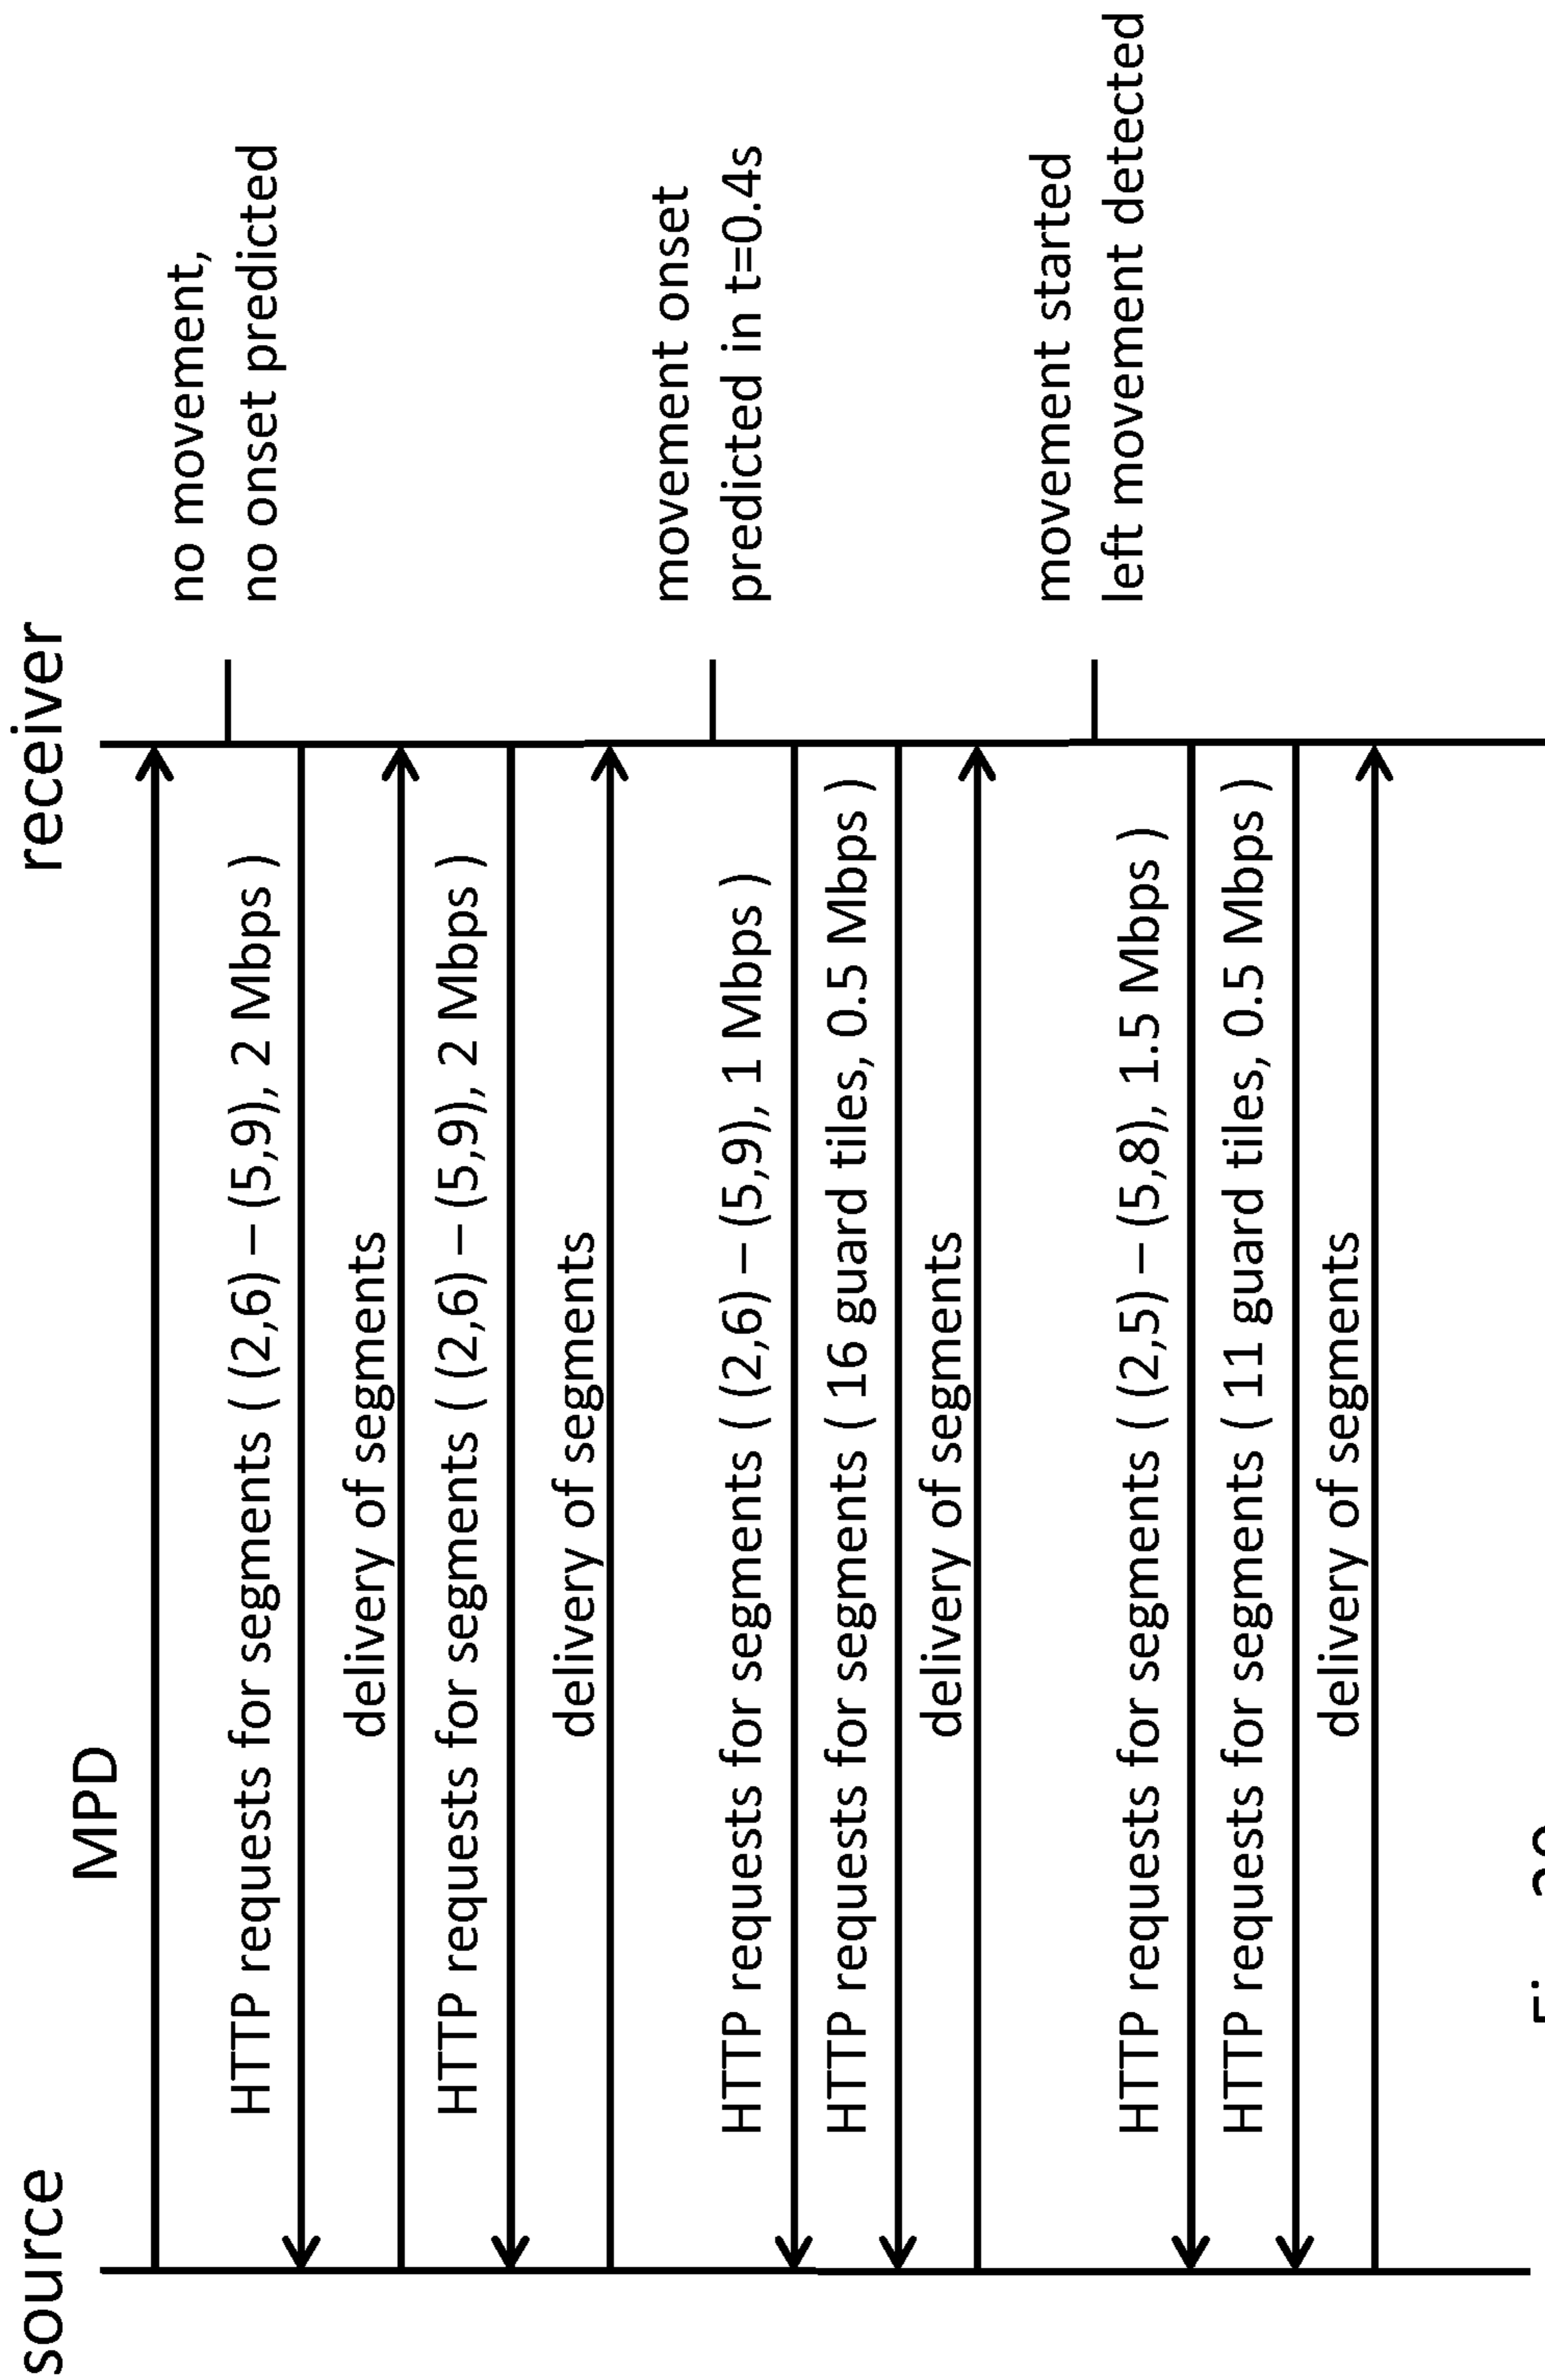 source
receiver
MPD
no movement,
no onset predicted
HTTP requests for segments ( (2,6) – (5,9), 2 Mbps )
delivery of segments
HTTP requests for segments ( (2,6) – (5,9), 2 Mbps )
delivery of segments
movement onset
predicted in t=0.4s
HTTP requests for segments ( (2,6) – (5,9), 1 Mbps )
HTTP requests for segments ( 16 guard tiles, 0.5 Mbps )
delivery of segments
movement started
left movement detected
HTTP requests for segments ( (2,5) – (5,8), 1.5 Mbps )
HTTP requests for segments ( 11 guard tiles, 0.5 Mbps )
delivery of segments